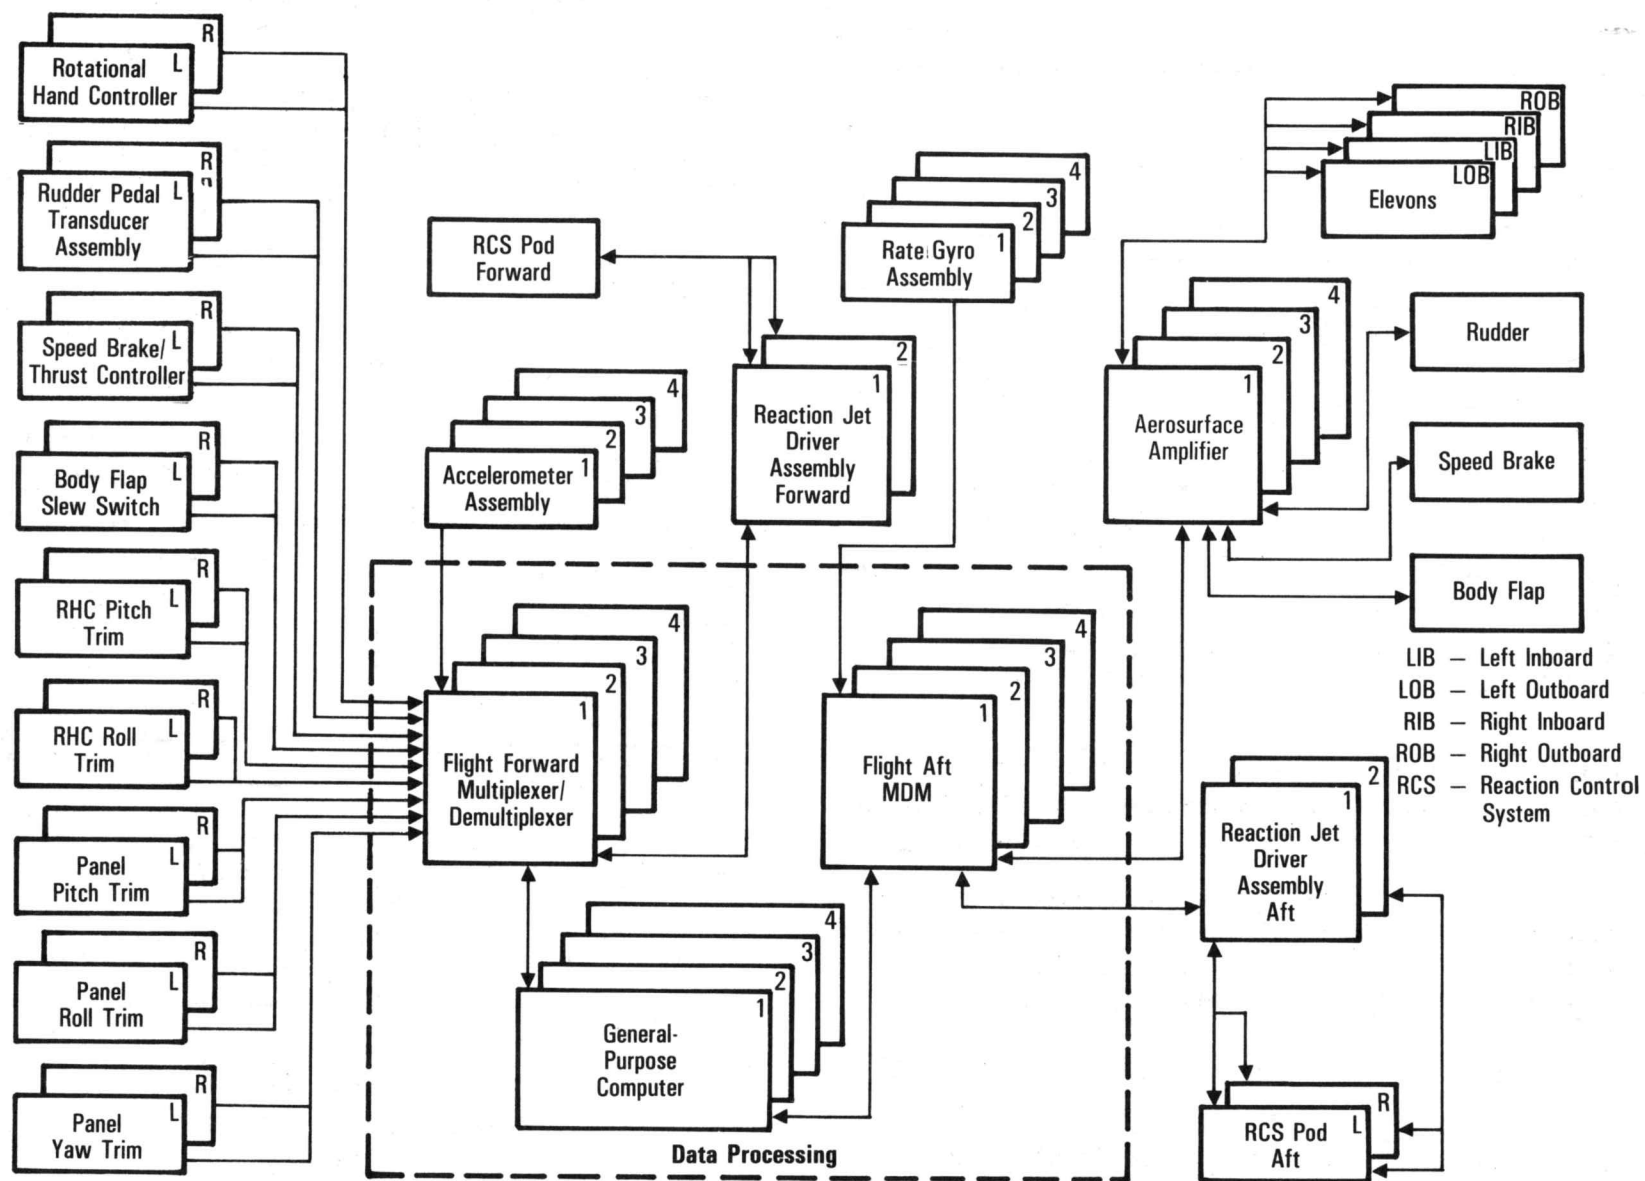 R
L
Rotational
Hand Controller
R
L
Rudder Pedal
Transducer
Assembly
R
L
Speed Brake/
Thrust Controller
R
L
Body Flap
Slew Switch
R
L
RHC Pitch
Trim
R
L
RHC Roll
Trim
R
L
Panel
Pitch Trim
R
L
Panel
Roll Trim
R
L
Panel
Yaw Trim
RCS Pod
Forward
4
3
2
1
Accelerometer
Assembly
2
1
Reaction Jet
Driver
Assembly
Forward
4
3
2
1
Rate Gyro
Assembly
4
3
2
1
Flight Forward
Multiplexer/
Demultiplexer
4
3
2
1
Flight Aft
MDM
4
3
2
1
General-
Purpose
Computer
Data Processing
ROB
RIB
LIB
LOB
Elevons
4
3
2
1
Aerosurface
Amplifier
Rudder
Speed Brake
Body Flap
LIB – Left Inboard
LOB – Left Outboard
RIB – Right Inboard
ROB – Right Outboard
RCS – Reaction Control
System
2
1
Reaction Jet
Driver
Assembly
Aft
R
L
RCS Pod
Aft